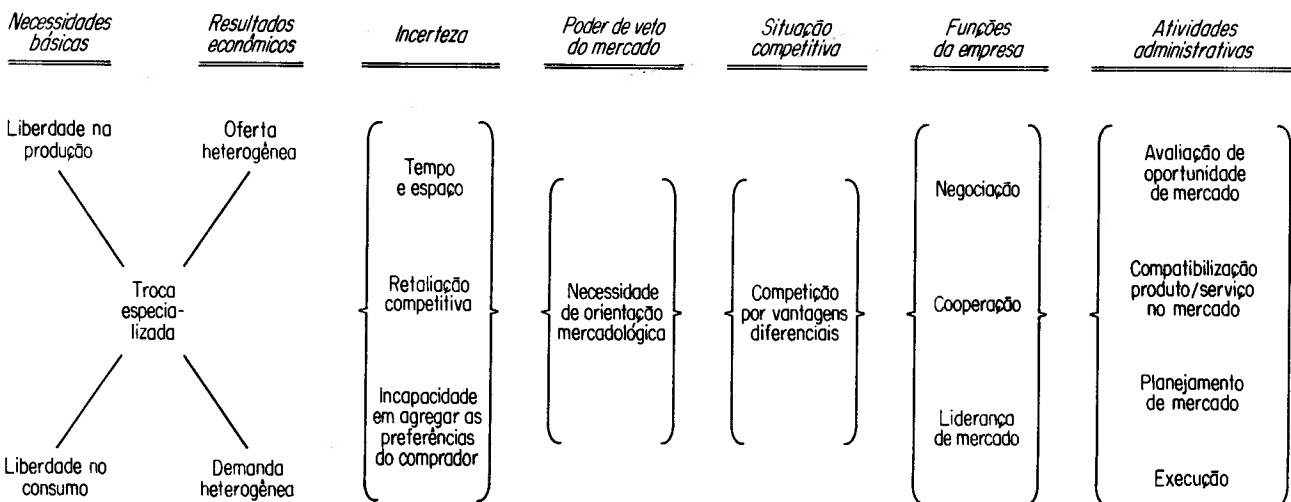 Necessidades
básicas
Resultados
econômicos
Incerteza
Poder de veto
do mercado
Situação
competitiva
Funções
da empresa
Atividades
administrativas
Liberdade na
produção
Oferta
heterogênea
Troca
especia-
lizada
Liberdade no
consumo
Demanda
heterogênea
Tempo
e espaço
Retaliação
competitiva
Incapacidade
em agregar as
preferências
do comprador
Necessidade
de orientação
mercadológica
Competição
por vantagens
diferenciais
Negociação
Cooperação
Liderança
de mercado
Avaliação de
oportunidade
de mercado
Compatibilização
produto/serviço
no mercado
Planejamento
de mercado
Execução